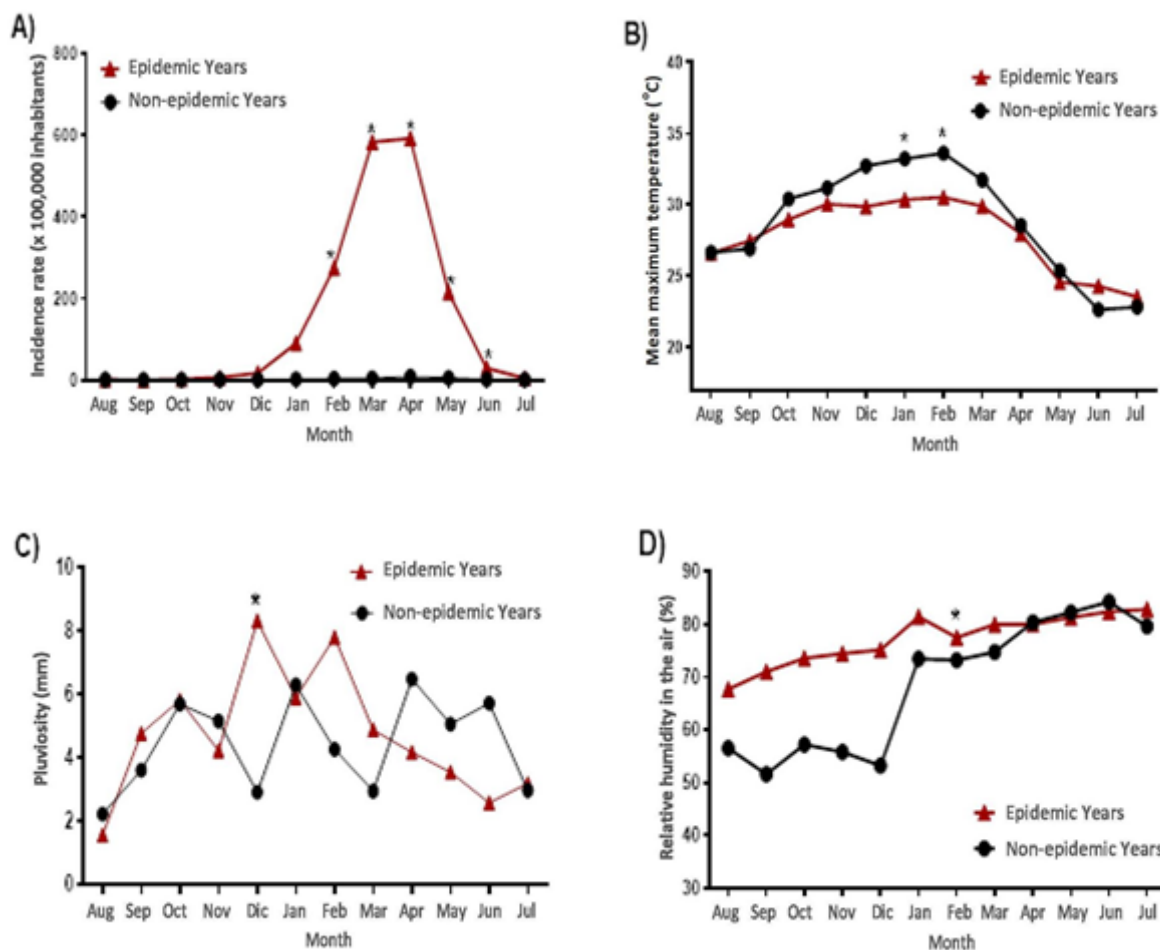 A)
Incidence rate (x 100,000 inhabitants)
800
600
400
200
0
Epidemic Years
Non-epidemic Years
Aug Sep Oct Nov Dic Jan Feb Mar Apr May Jun Jul
Month
B)
Mean maximum temperature (°C)
40
35
30
25
20
Epidemic Years
Non-epidemic Years
Aug Sep Oct Nov Dic Jan Feb Mar Apr May Jun Jul
Month
C)
Pluviosity (mm)
10
8
6
4
2
0
Epidemic Years
Non-epidemic Years
Aug Sep Oct Nov Dic Jan Feb Mar Apr May Jun Jul
Month
D)
Relative humidity in the air (%)
90
80
70
60
50
40
30
Epidemic Years
Non-epidemic Years
Aug Sep Oct Nov Dic Jan Feb Mar Apr May Jun Jul
Month